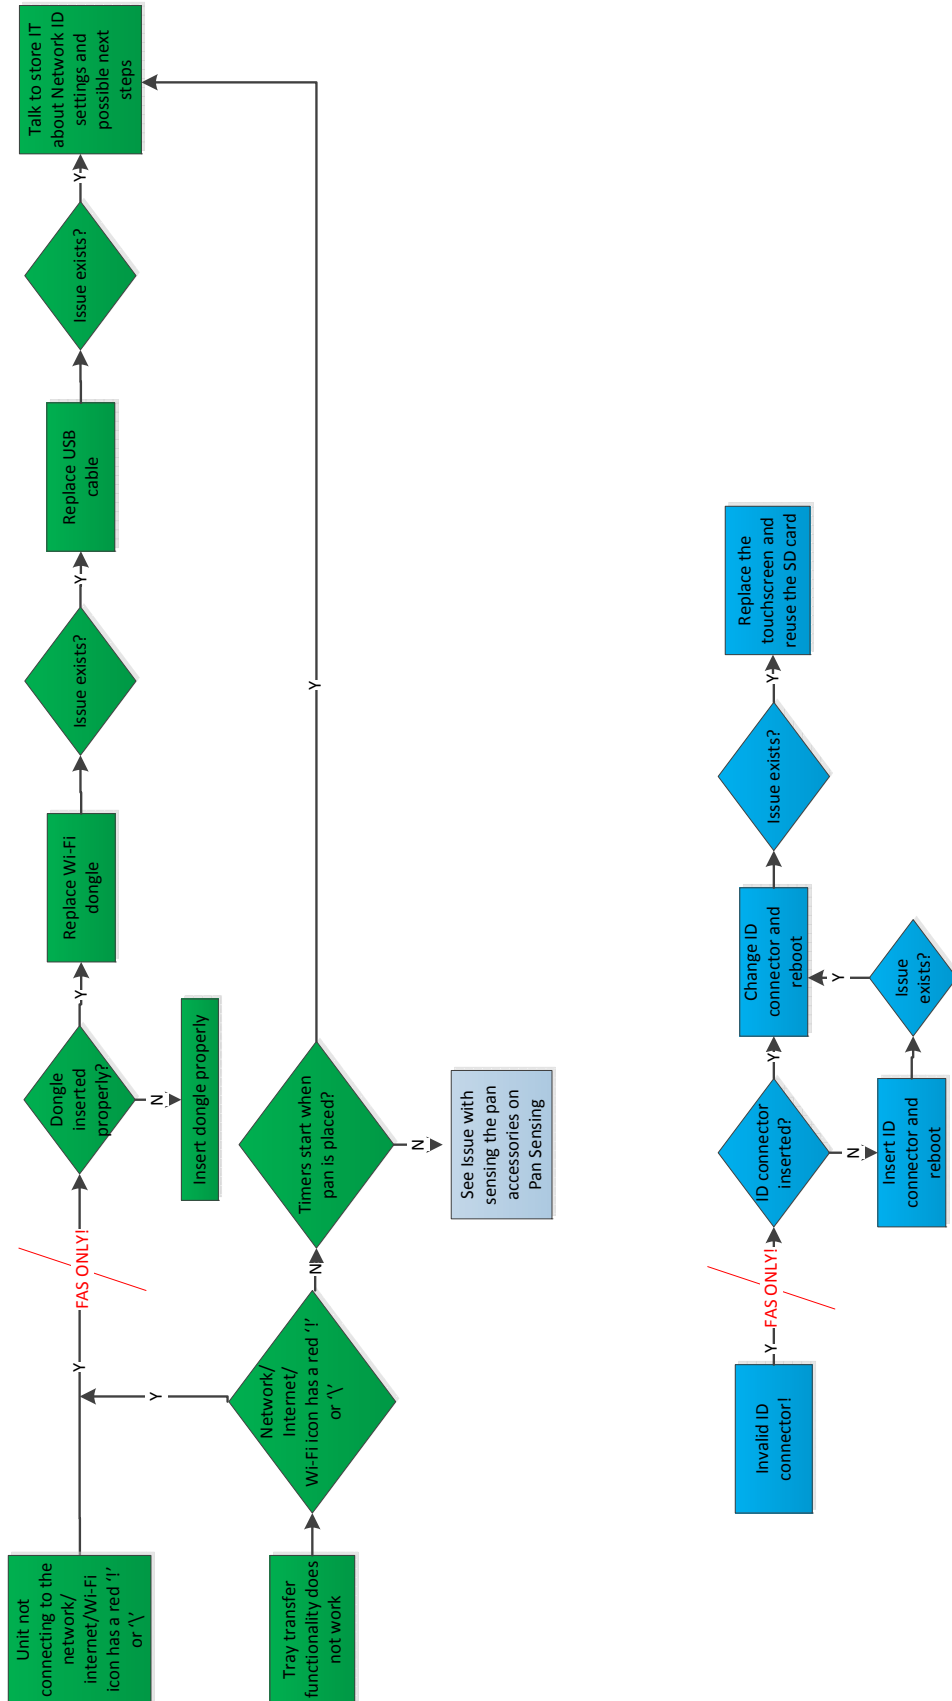 Unit not
connecting to the
network/
internet/Wi-Fi
icon has a red ‘!’
or ‘\’
Y
FAS ONLY!
Dongle
inserted
properly?
Y
N
Insert dongle properly
Replace Wi-Fi
dongle
Issue exists?
Y
Replace USB
cable
Issue exists?
Y
Talk to store IT
about Network ID
settings and
possible next
steps
Tray transfer
functionality does
not work
Network/
Internet/
Wi-Fi icon has a red ‘!’
or ‘\’
Y
N
Timers start when
pan is placed?
Y
N
See Issue with
sensing the pan
accessories on
Pan Sensing
Invalid ID
connector!
Y
FAS ONLY!
ID connector
inserted?
Y
N
Insert ID
connector and
reboot
Issue
exists?
Y
Change ID
connector and
reboot
Issue exists?
Y
Replace the
touchscreen and
reuse the SD card